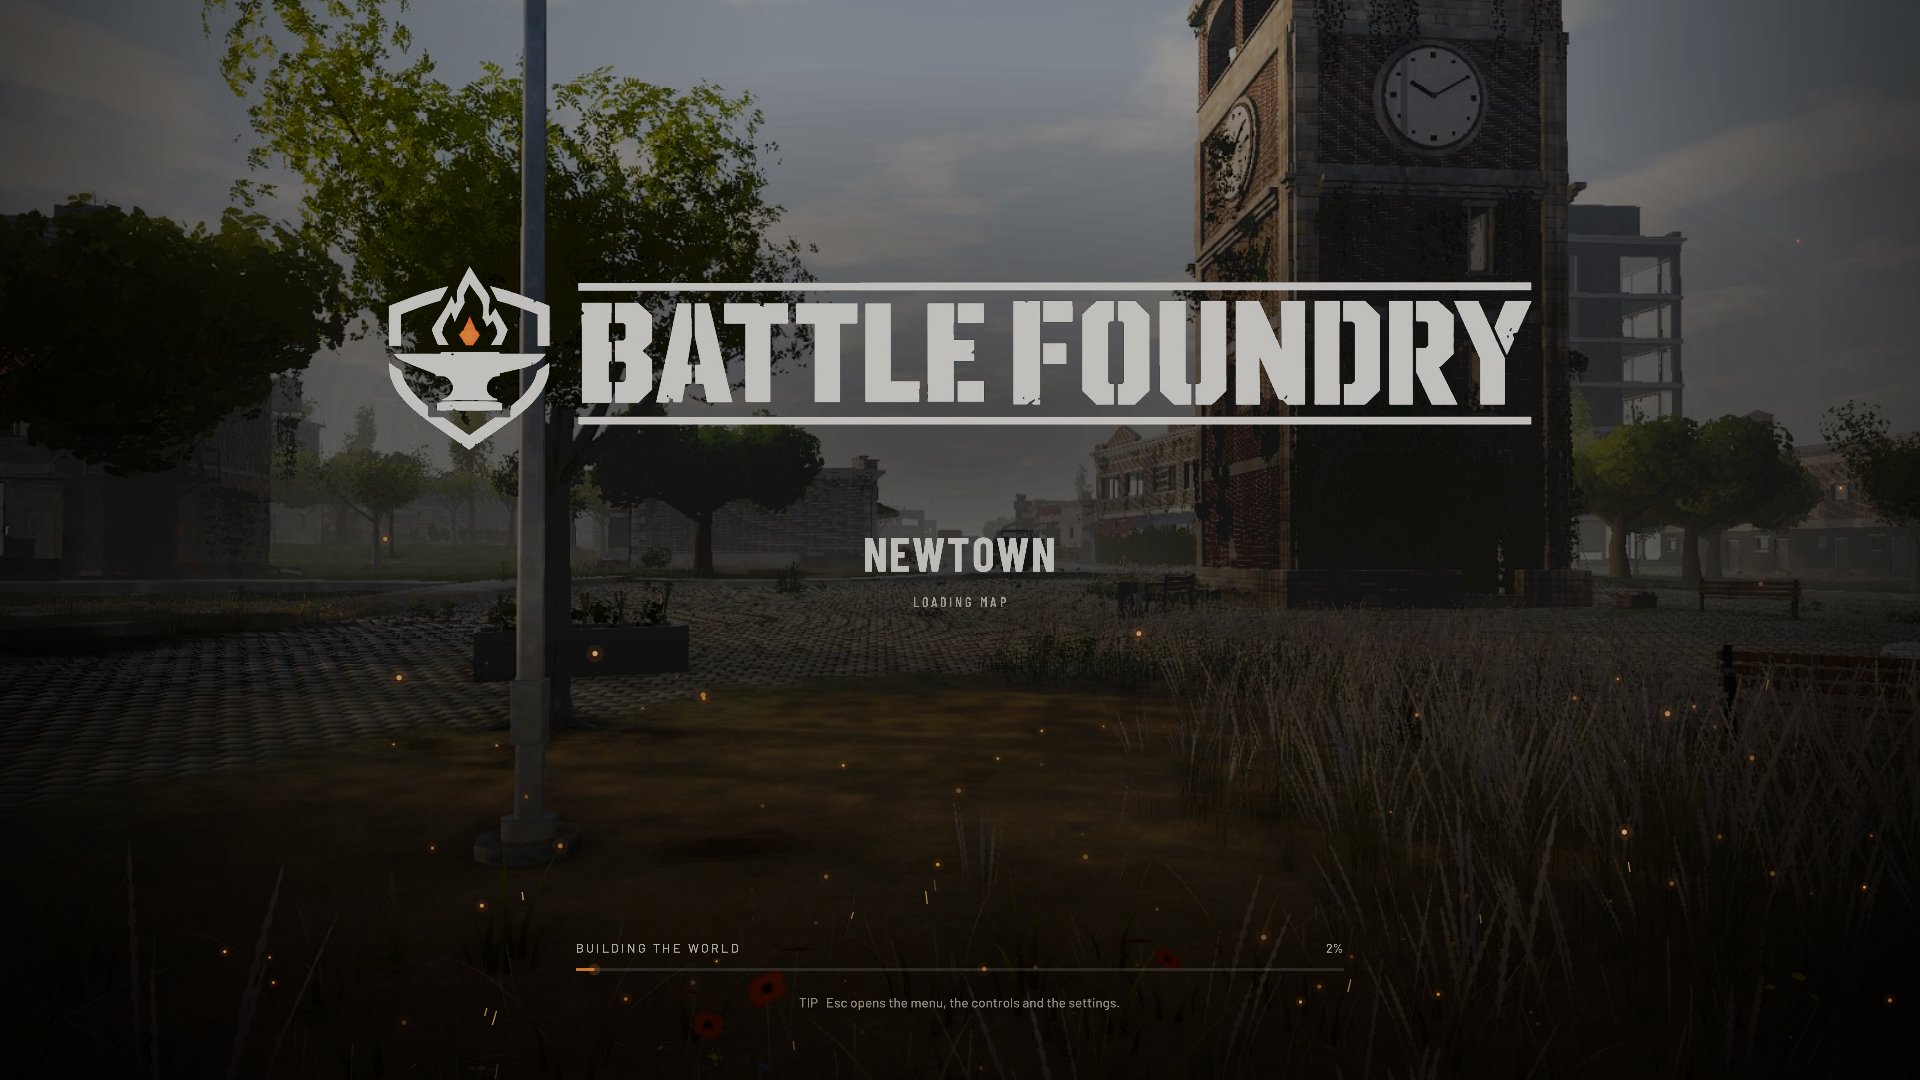 BATTLE FOUNDRY
NEWTOWN
LOADING MAP
BUILDING THE WORLD 2%
TIP Esc opens the menu, the controls and the settings.